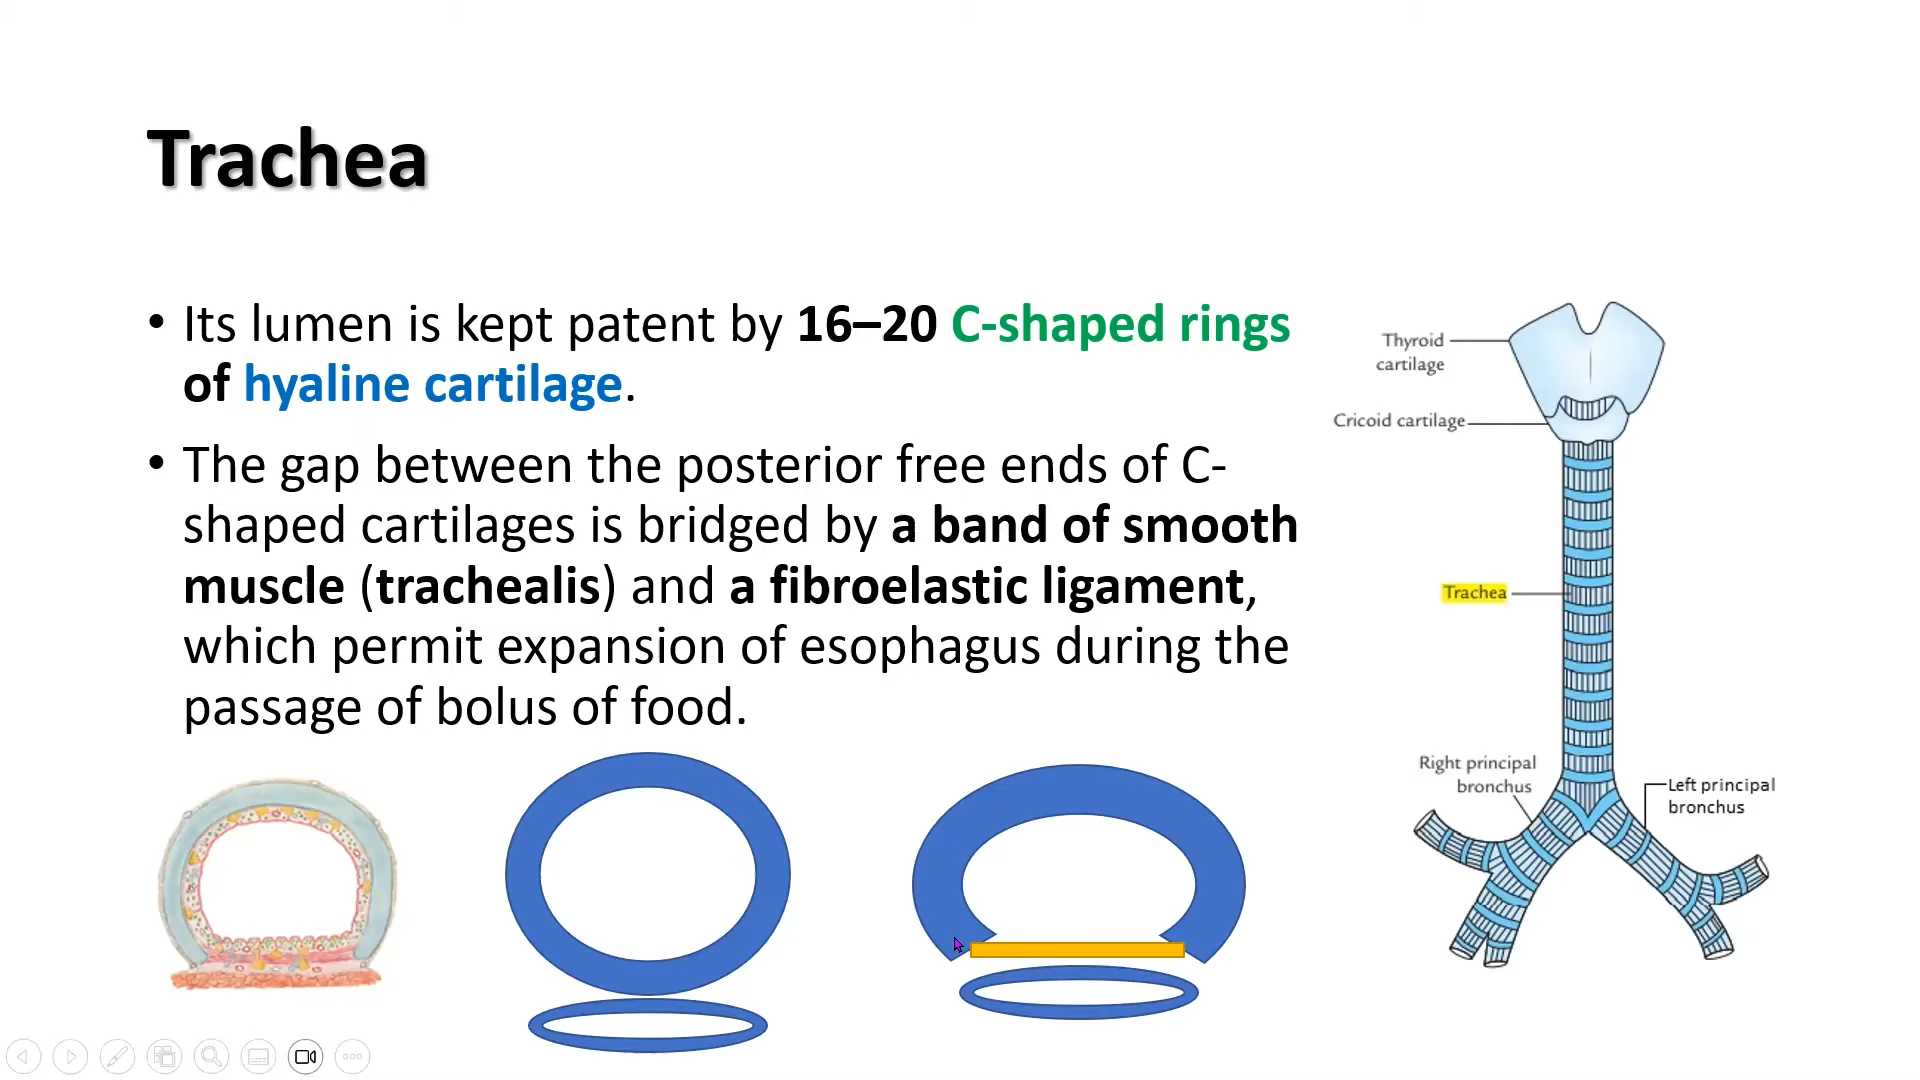 Trachea
• Its lumen is kept patent by 16–20 C-shaped rings
of hyaline cartilage.
• The gap between the posterior free ends of C-
shaped cartilages is bridged by a band of smooth
muscle (trachealis) and a fibroelastic ligament,
which permit expansion of esophagus during the
passage of bolus of food.
Thyroid
cartilage
Cricoid cartilage
Trachea
Right principal
bronchus
Left principal
bronchus